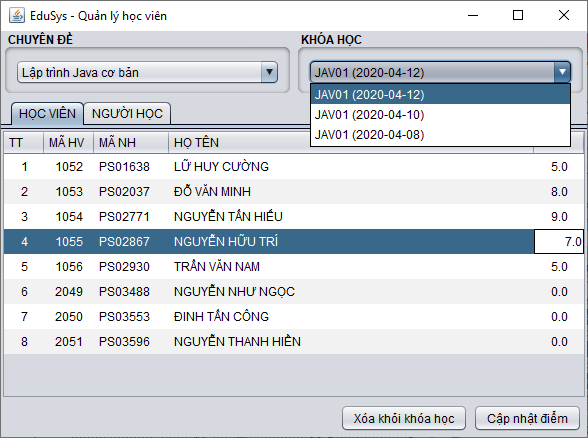 EduSys - Quản lý học viên
CHUYÊN ĐỀ
KHÓA HỌC
Lập trình Java cơ bản
JAV01 (2020-04-12)
JAV01 (2020-04-12)
JAV01 (2020-04-10)
JAV01 (2020-04-08)
HỌC VIÊN
NGƯỜI HỌC
TT MÃ HV MÃ NH HỌ TÊN
1 1052 PS01638 LỮ HUY CƯỜNG 5.0
2 1053 PS02037 ĐỖ VĂN MINH 8.0
3 1054 PS02771 NGUYỄN TẤN HIẾU 9.0
4 1055 PS02867 NGUYỄN HỮU TRÍ 7.0
5 1056 PS02930 TRẦN VĂN NAM 5.0
6 2049 PS03488 NGUYỄN NHƯ NGỌC 0.0
7 2050 PS03553 ĐINH TẤN CÔNG 0.0
8 2051 PS03596 NGUYỄN THANH HIỀN 0.0
Xóa khỏi khóa học
Cập nhật điểm